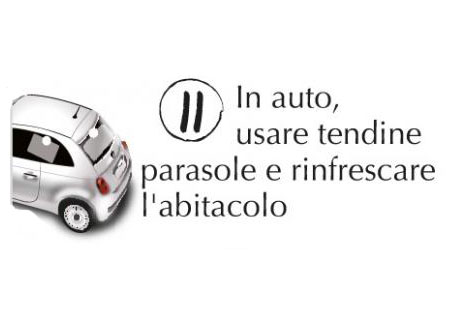 11
In auto,
usare tendine
parasole e rinfrescare
l'abitacolo